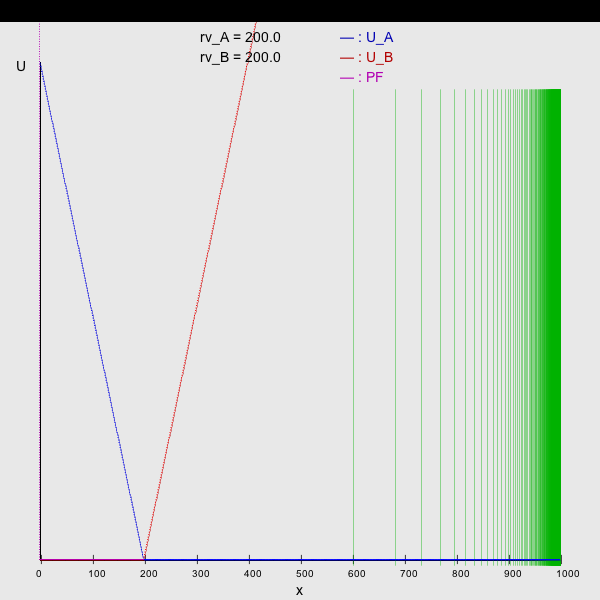 rv_A = 200.0
— : U_A
rv_B = 200.0
— : U_B
— : PF
U
0 100 200 300 400 500 600 700 800 900 1000
x